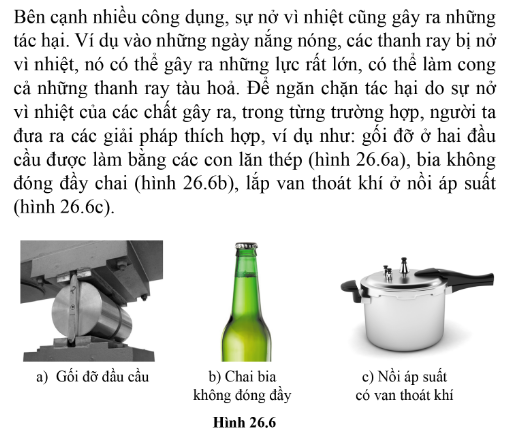 Bên cạnh nhiều công dụng, sự nở vì nhiệt cũng gây ra những
tác hại. Ví dụ vào những ngày nắng nóng, các thanh ray bị nở
vì nhiệt, nó có thể gây ra những lực rất lớn, có thể làm cong
cả những thanh ray tàu hoả. Để ngăn chặn tác hại do sự nở
vì nhiệt của các chất gây ra, trong từng trường hợp, người ta
đưa ra các giải pháp thích hợp, ví dụ như: gối đỡ ở hai đầu
cầu được làm bằng các con lăn thép (hình 26.6a), bia không
đóng đầy chai (hình 26.6b), lắp van thoát khí ở nồi áp suất
(hình 26.6c).
a) Gối đỡ đầu cầu
b) Chai bia
không đóng đầy
c) Nồi áp suất
có van thoát khí
Hình 26.6